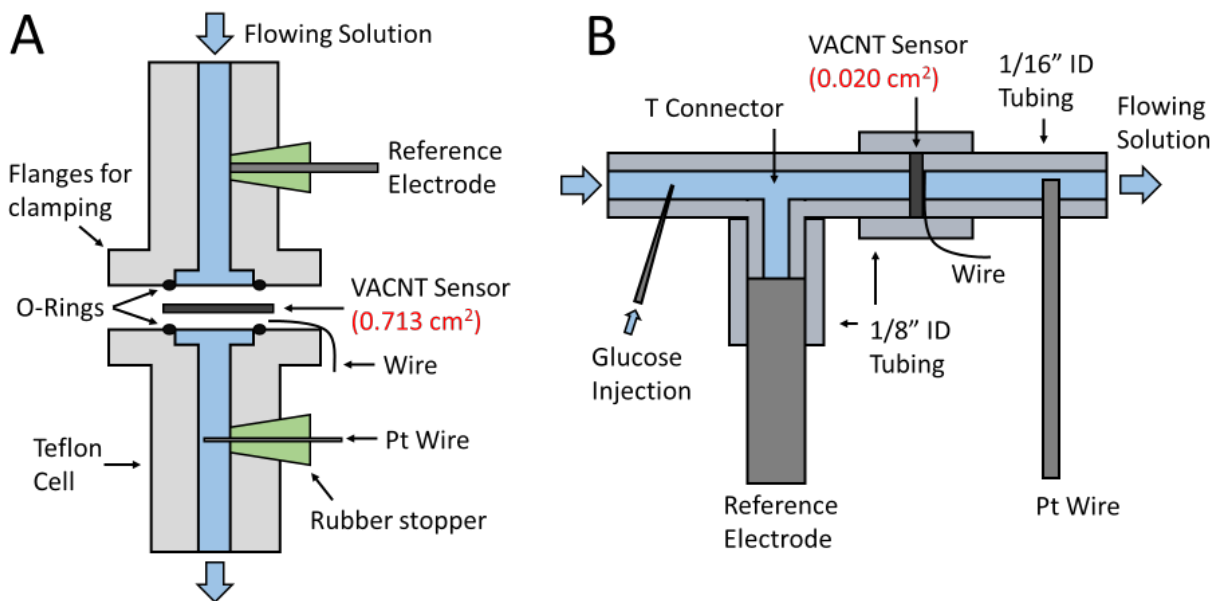 A
Flowing Solution
Reference
Electrode
Flanges for
clamping
O-Rings
VACNT Sensor
(0.713 cm²)
Wire
Pt Wire
Teflon
Cell
Rubber stopper
B
VACNT Sensor
(0.020 cm²)
1/16” ID
Tubing
T Connector
Flowing
Solution
Wire
Glucose
Injection
1/8” ID
Tubing
Reference
Electrode
Pt Wire